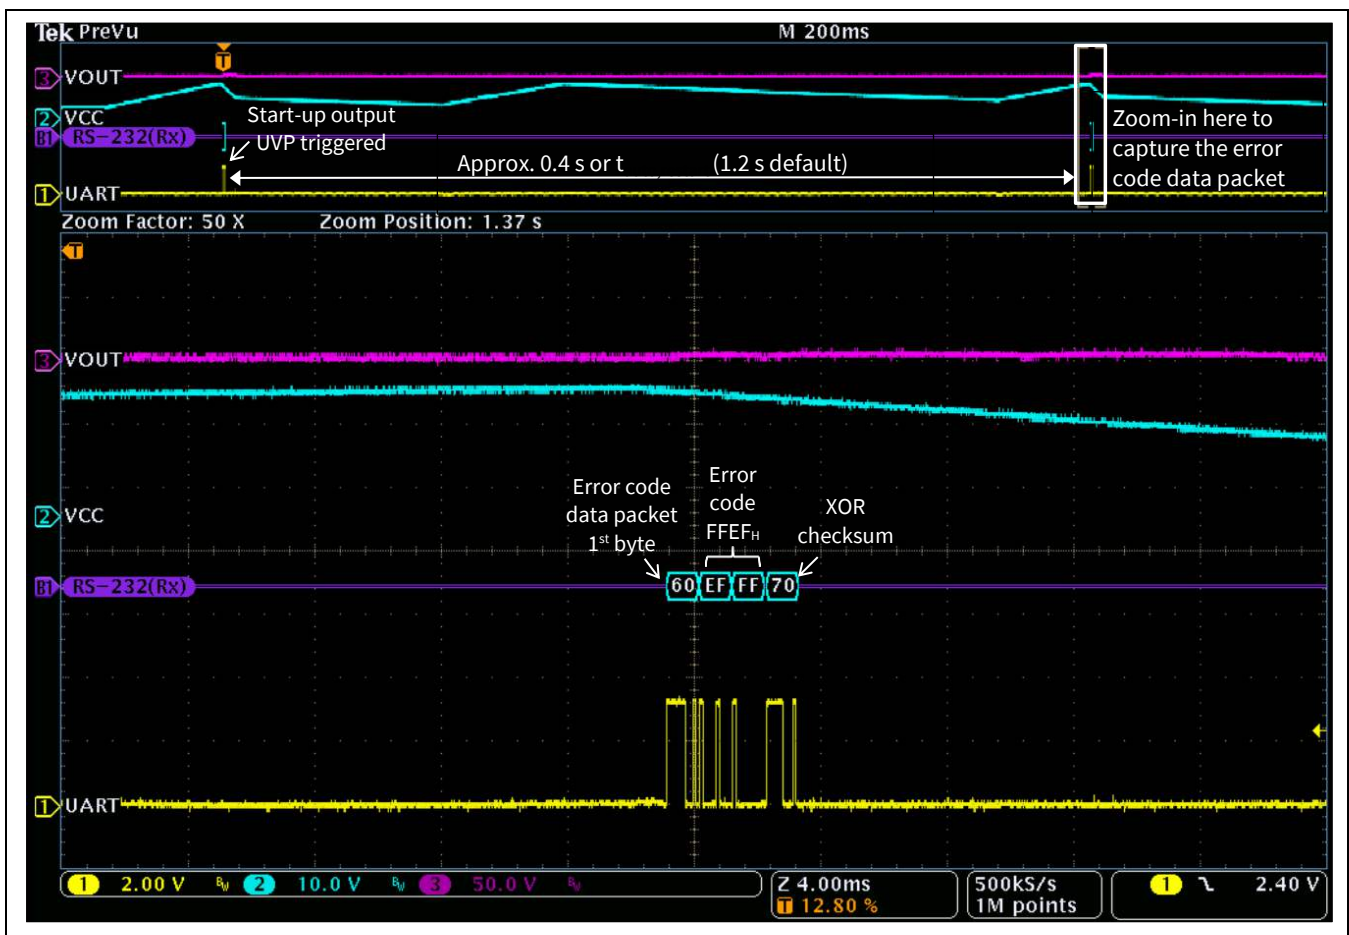 Tek PreVu M 200ms
T
3 VOUT
2 VCC
Start-up output
UVP triggered
B1 RS-232(Rx)
Approx. 0.4 s or t (1.2 s default)
Zoom-in here to
capture the error
code data packet
1 UART
Zoom Factor: 50 X Zoom Position: 1.37 s
T
3 VOUT
Error code
data packet
1st byte
Error
code
FFEFH
XOR
checksum
2 VCC
B1 RS-232(Rx)
60 EF FF 70
1 UART
1 2.00 V BW 2 10.0 V BW 3 50.0 V BW
Z 4.00ms
T 12.80 %
500kS/s
1M points
1 2.40 V